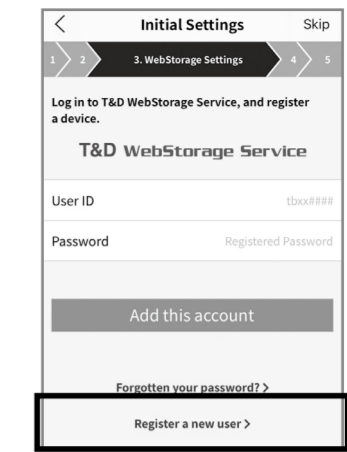 Initial Settings Skip
1 2 3. WebStorage Settings 4 5
Log in to T&D WebStorage Service, and register
a device.
T&D WebStorage Service
User ID tbxx####
Password Registered Password
Add this account
Forgotten your password? >
Register a new user >